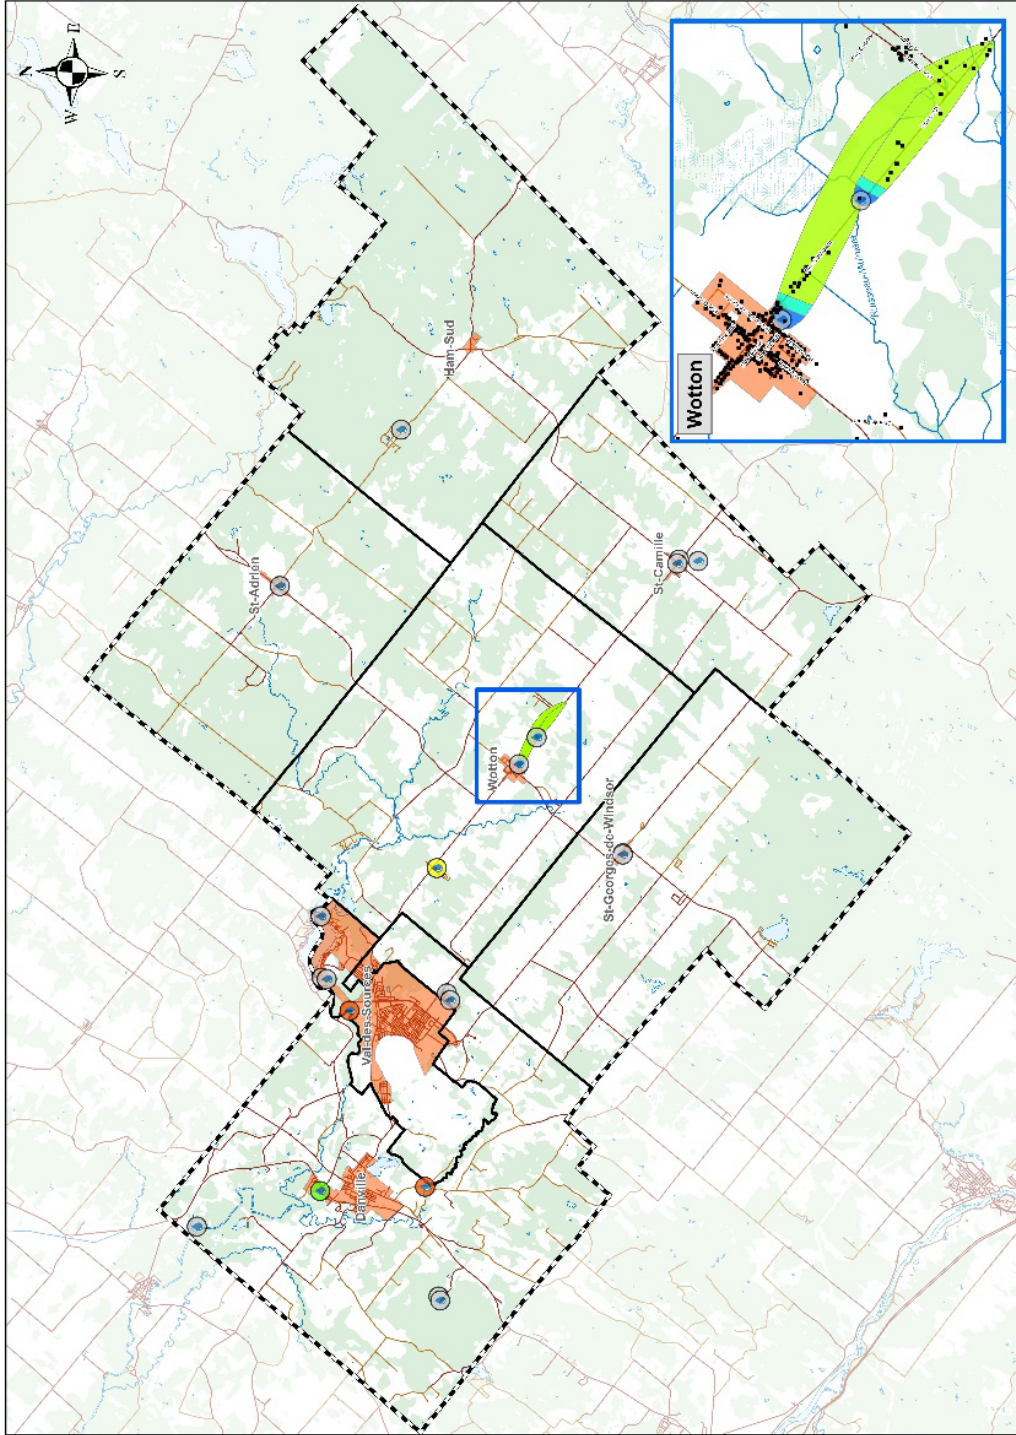 N
E
S
W
Ham-Sud
St-Adrien
St-Camille
Wotton
St-Georges-de-Windsor
Val-des-Sources
Danville
Wotton